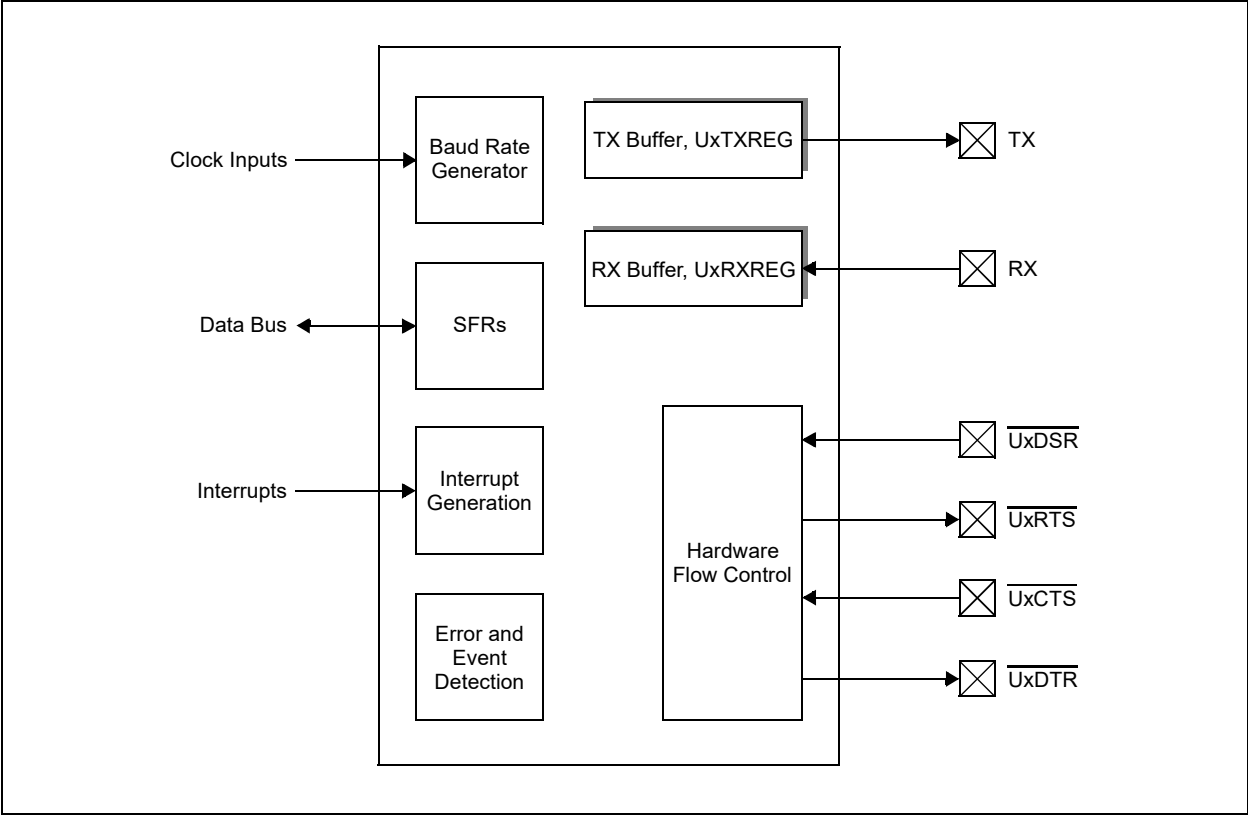 Clock Inputs
Baud Rate
Generator
TX Buffer, UxTXREG
TX
RX Buffer, UxRXREG
RX
Data Bus
SFRs
Interrupts
Interrupt
Generation
Error and
Event
Detection
Hardware
Flow Control
UxDSR
UxRTS
UxCTS
UxDTR